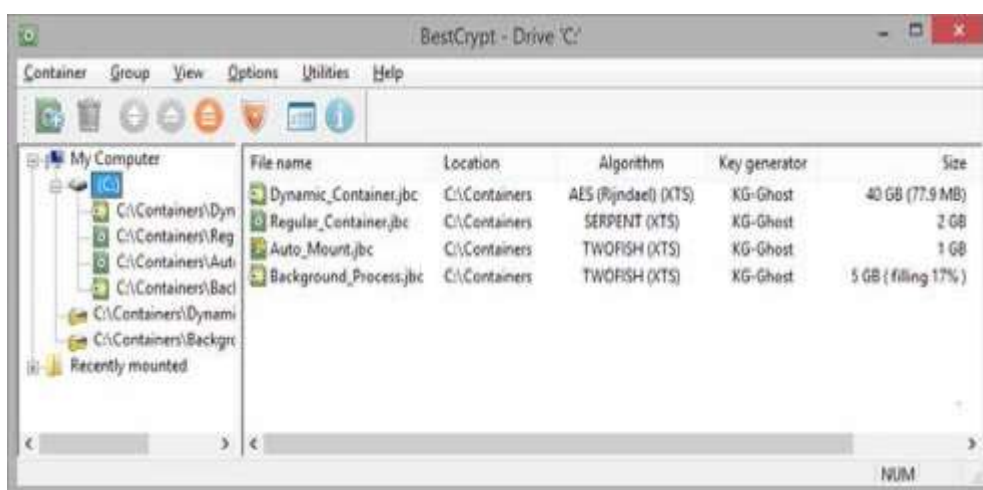 BestCrypt - Drive 'C:'
Container Group View Options Utilities Help
My Computer
(C:)
C:\Containers\Dyn
C:\Containers\Reg
C:\Containers\Aut
C:\Containers\Bacl
C:\Containers\Dynami
C:\Containers\Backgro
Recently mounted
File name Location Algorithm Key generator Size
Dynamic_Container.jbc C:\Containers AES (Rijndael) (XTS) KG-Ghost 40 GB (77.9 MB)
Regular_Container.jbc C:\Containers SERPENT (XTS) KG-Ghost 2 GB
Auto_Mount.jbc C:\Containers TWOFISH (XTS) KG-Ghost 1 GB
Background_Process.jbc C:\Containers TWOFISH (XTS) KG-Ghost 5 GB ( filling 17% )
NUM